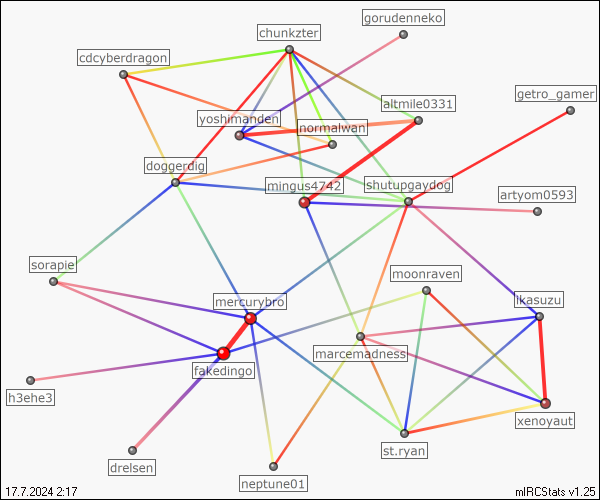 gorudenneko
chunkzter
cdcyberdragon
getro_gamer
altmile0331
yoshimanden
normalwan
doggerdig
mingus4742
shutupgaydog
artyom0593
sorapie
moonraven
mercurybro
ikasuzu
marcemadness
fakedingo
h3ehe3
xenoyaut
st.ryan
drelsen
neptune01
17.7.2024 2:17
mIRCStats v1.25